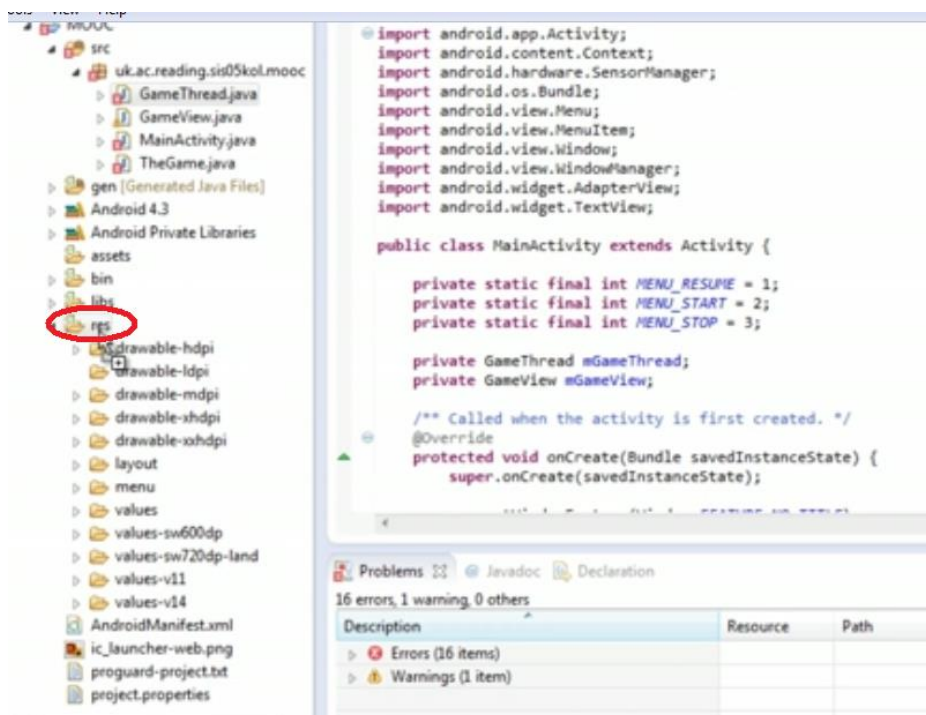 View Help
MOOC
src
uk.ac.reading.sis05kol.mooc
GameThread.java
GameView.java
MainActivity.java
TheGame.java
gen [Generated Java Files]
Android 4.3
Android Private Libraries
assets
bin
libs
res
drawable-hdpi
drawable-ldpi
drawable-mdpi
drawable-xhdpi
drawable-xxhdpi
layout
menu
values
values-sw600dp
values-sw720dp-land
values-v11
values-v14
AndroidManifest.xml
ic_launcher-web.png
proguard-project.txt
project.properties
import android.app.Activity;
import android.content.Context;
import android.hardware.SensorManager;
import android.os.Bundle;
import android.view.Menu;
import android.view.MenuItem;
import android.view.Window;
import android.view.WindowManager;
import android.widget.AdapterView;
import android.widget.TextView;
public class MainActivity extends Activity {
private static final int MENU_RESUME = 1;
private static final int MENU_START = 2;
private static final int MENU_STOP = 3;
private GameThread mGameThread;
private GameView mGameView;
/** Called when the activity is first created. */
@Override
protected void onCreate(Bundle savedInstanceState) {
super.onCreate(savedInstanceState);
Problems
Javadoc
Declaration
16 errors, 1 warning, 0 others
Description Resource Path
Errors (16 items)
Warnings (1 item)